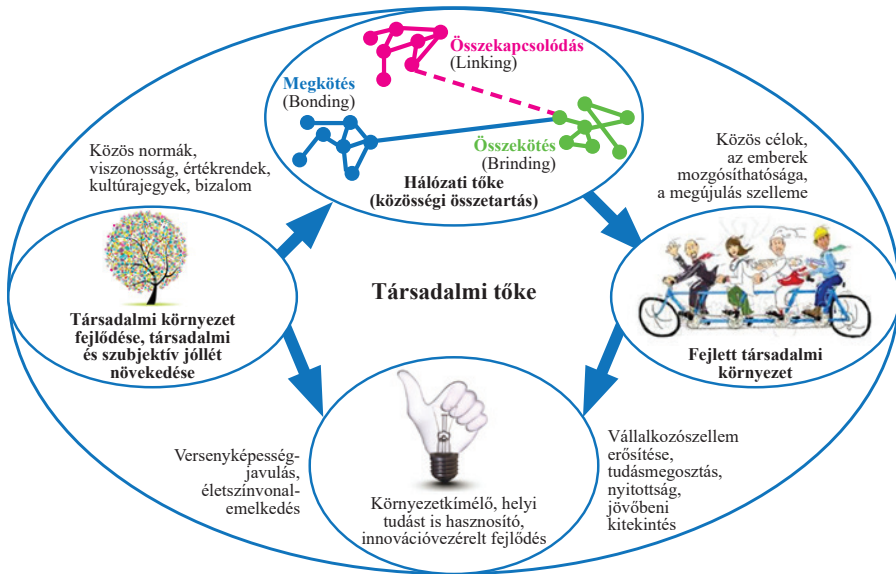 Összekapcsolódás
(Linking)
Megkötés
(Bonding)
Összekötés
(Brinding)
Hálózati tőke
(közösségi összetartás)
Közös normák,
viszonosság, értékrendek,
kultúrajegyek, bizalom
Közös célok,
az emberek
mozgósíthatósága,
a megújulás szelleme
Társadalmi tőke
Társadalmi környezet
fejlődése, társadalmi
és szubjektív jóllét
növekedése
Fejlett társadalmi
környezet
Versenyképesség-
javulás,
életszínvonal-
emelkedés
Környezetkímélő, helyi
tudást is hasznosító,
innovációvezérelt fejlődés
Vállalkozószellem
erősítése,
tudásmegosztás,
nyitottság,
jövőbeni
kitekintés